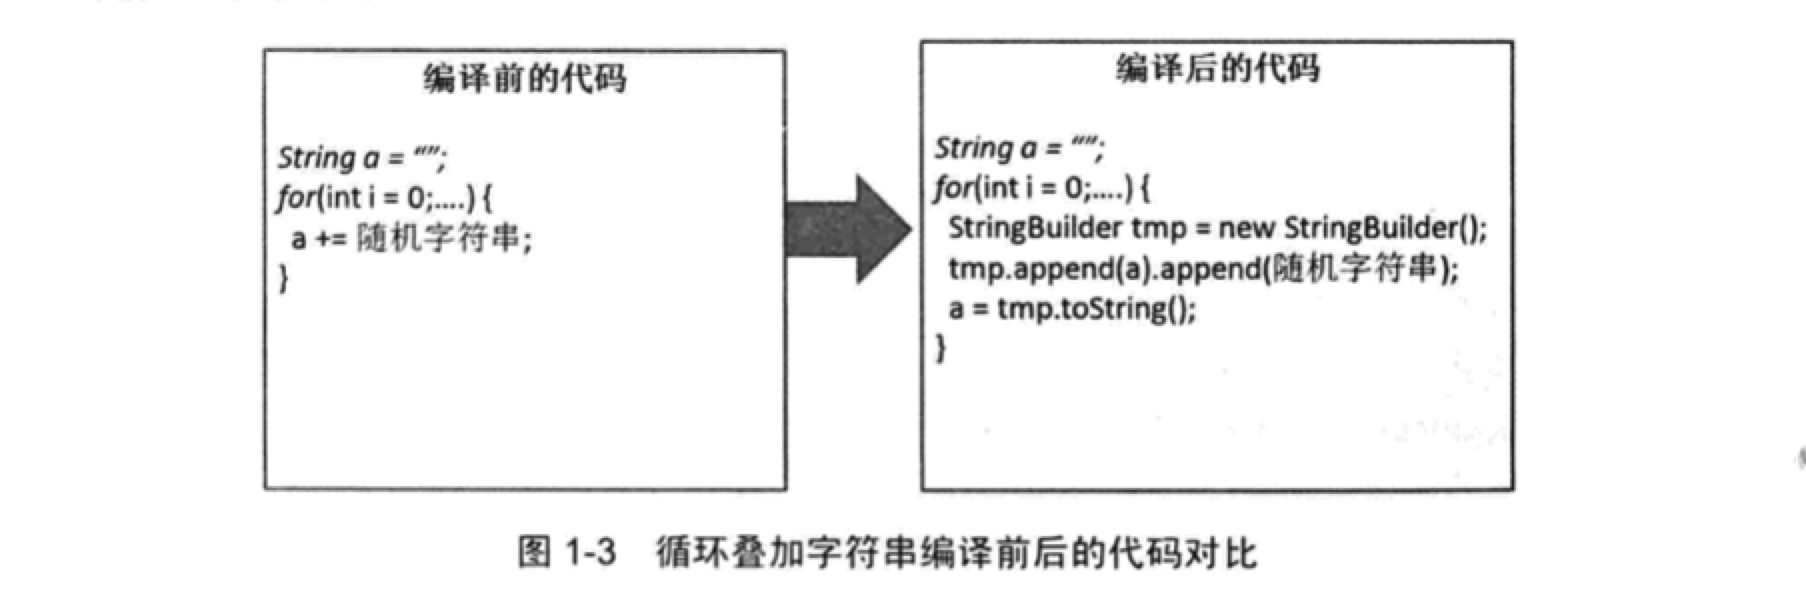 编译前的代码
String a = “”;
for(int i = 0;....) {
a += 随机字符串;
}
编译后的代码
String a = “”;
for(int i = 0;....) {
StringBuilder tmp = new StringBuilder();
tmp.append(a).append(随机字符串);
a = tmp.toString();
}
图 1-3 循环叠加字符串编译前后的代码对比